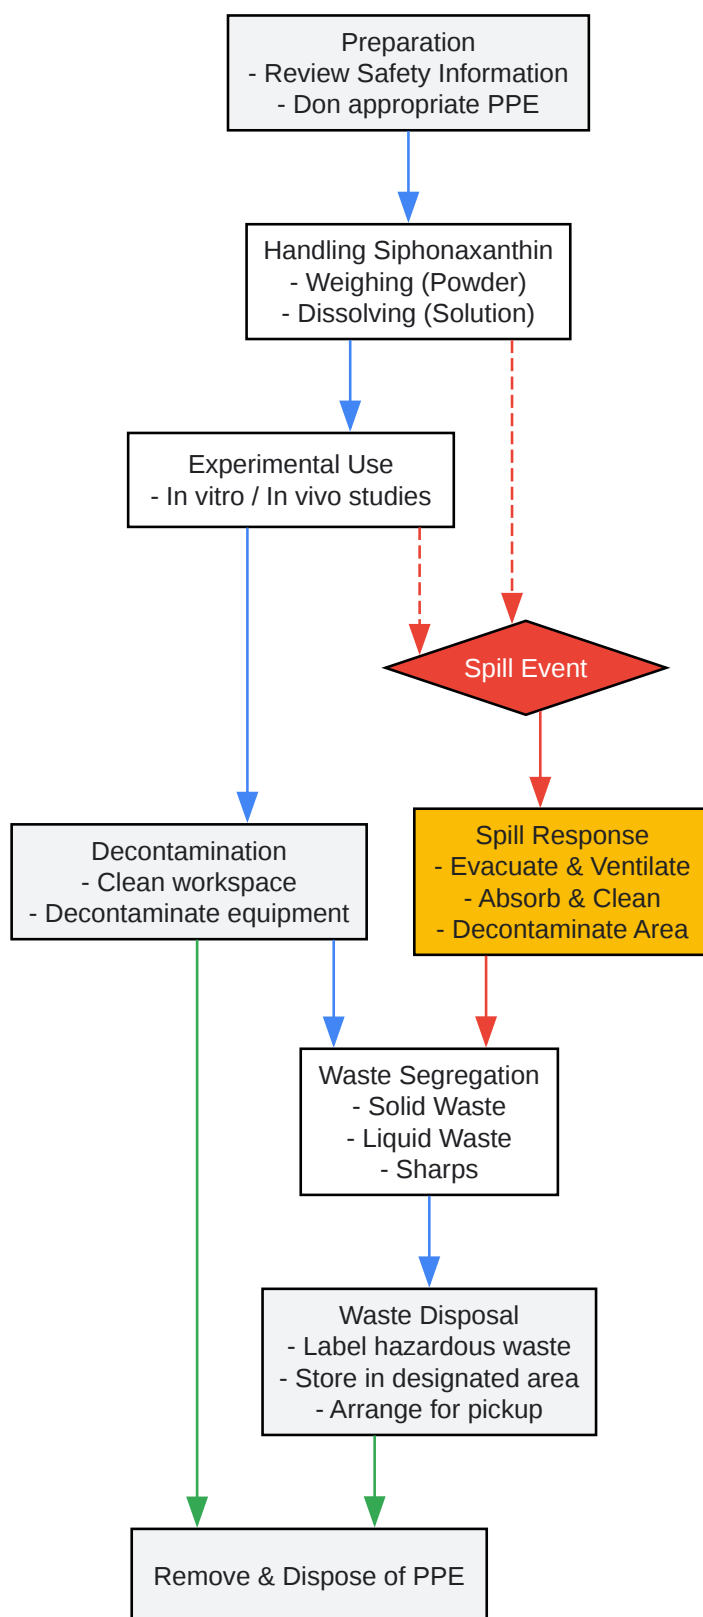 Preparation
- Review Safety Information
- Don appropriate PPE
Handling Siphonaxanthin
- Weighing (Powder)
- Dissolving (Solution)
Experimental Use
- In vitro / In vivo studies
Spill Event
Spill Response
- Evacuate & Ventilate
- Absorb & Clean
- Decontaminate Area
Decontamination
- Clean workspace
- Decontaminate equipment
Waste Segregation
- Solid Waste
- Liquid Waste
- Sharps
Waste Disposal
- Label hazardous waste
- Store in designated area
- Arrange for pickup
Remove & Dispose of PPE